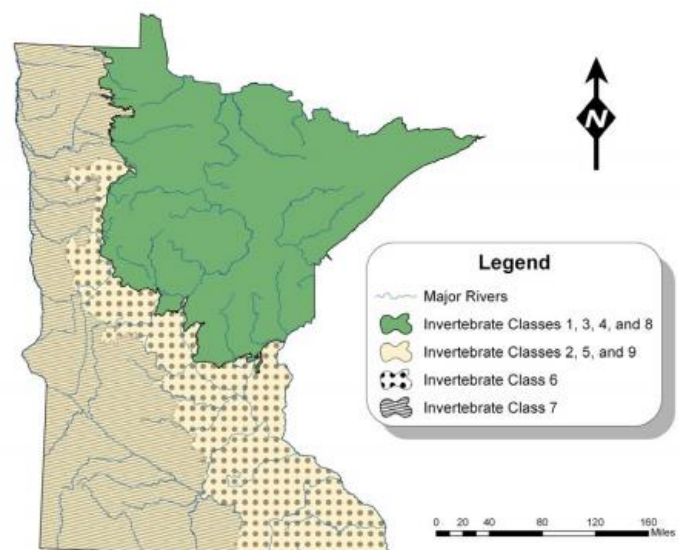 N
Legend
Major Rivers
Invertebrate Classes 1, 3, 4, and 8
Invertebrate Classes 2, 5, and 9
Invertebrate Class 6
Invertebrate Class 7
0 20 40 80 120 160
Miles